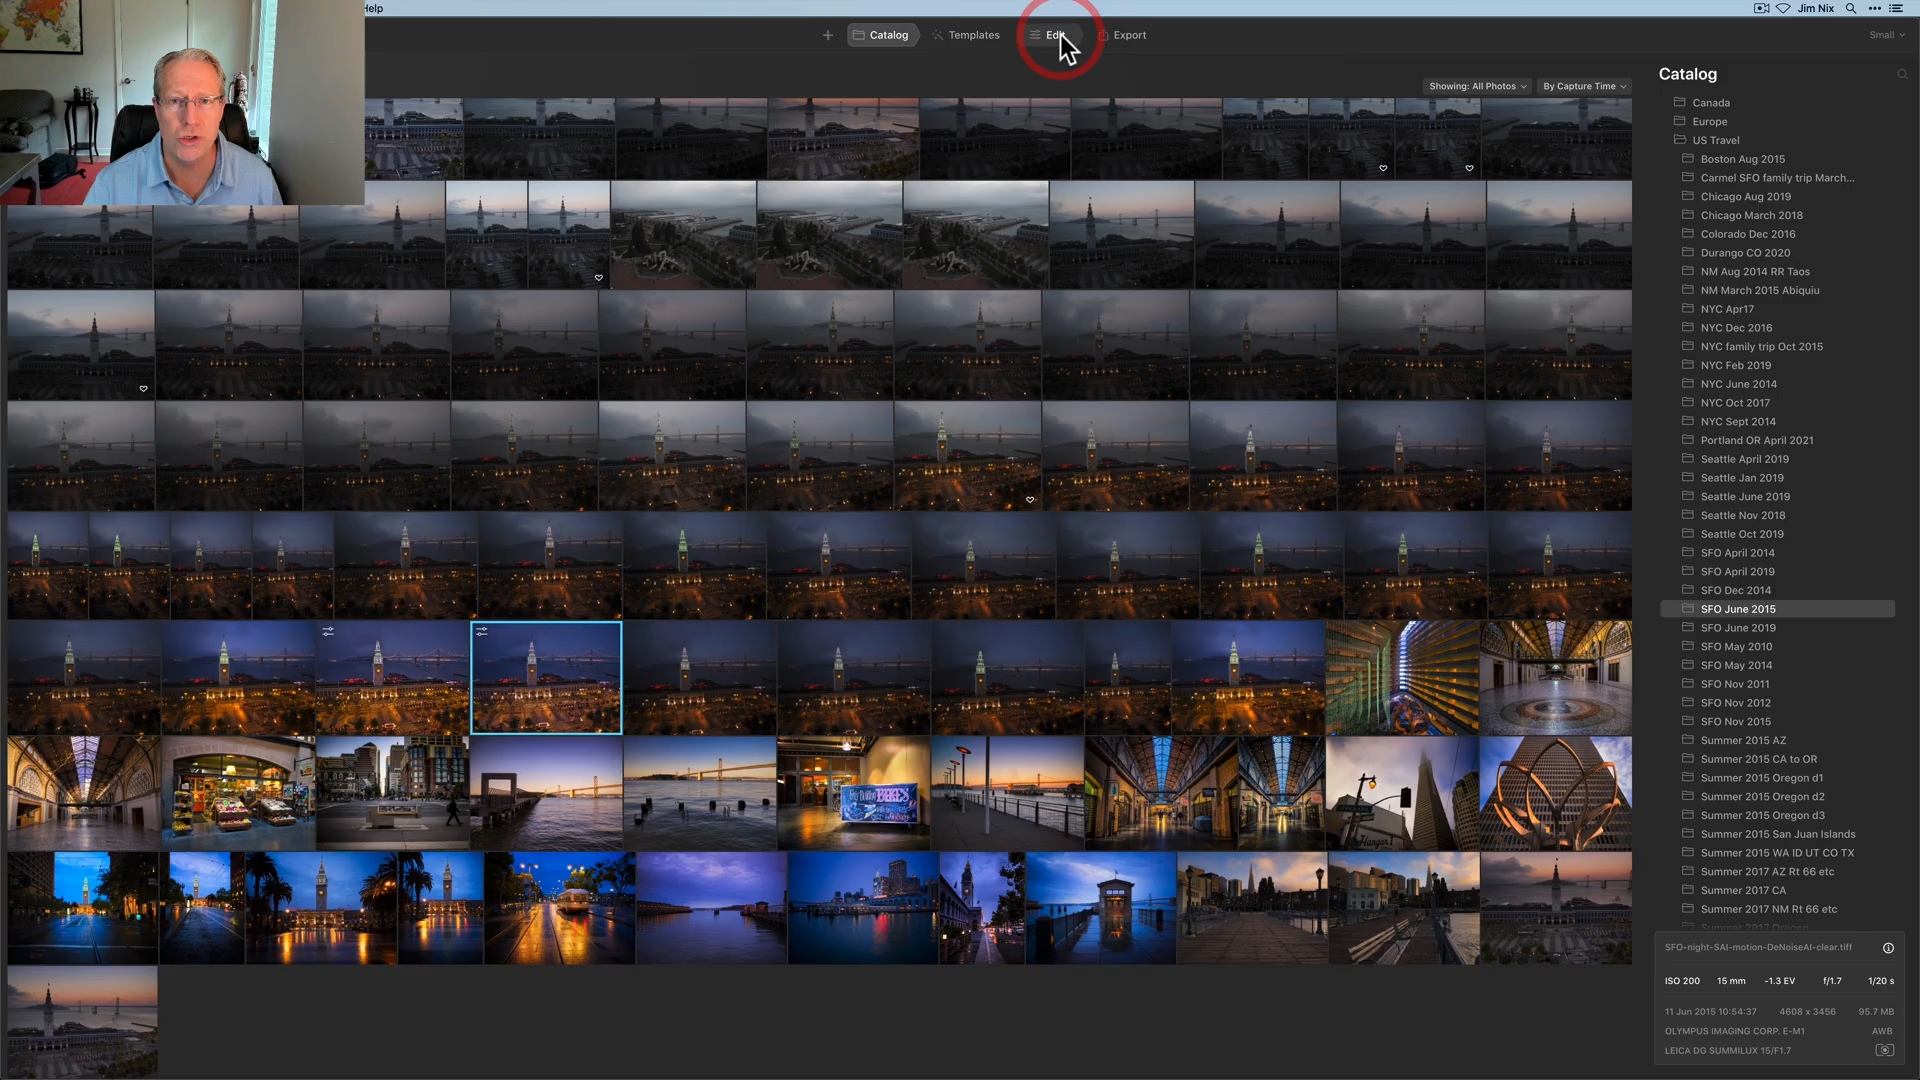 Help
Jim Nix
Catalog
Templates
Edit
Export
Small
Showing: All Photos
By Capture Time
Catalog
Canada
Europe
US Travel
Boston Aug 2015
Carmel SFO family trip March...
Chicago Aug 2019
Chicago March 2018
Colorado Dec 2016
Durango CO 2020
NM Aug 2014 RR Taos
NM March 2015 Abiquiu
NYC Apr17
NYC Dec 2016
NYC family trip Oct 2015
NYC Feb 2019
NYC June 2014
NYC Oct 2017
NYC Sept 2014
Portland OR April 2021
Seattle April 2019
Seattle Jan 2019
Seattle June 2019
Seattle Nov 2018
Seattle Oct 2019
SFO April 2014
SFO April 2019
SFO Dec 2014
SFO June 2015
SFO June 2019
SFO May 2010
SFO May 2014
SFO Nov 2011
SFO Nov 2012
SFO Nov 2015
Summer 2015 AZ
Summer 2015 CA to OR
Summer 2015 Oregon d1
Summer 2015 Oregon d2
Summer 2015 Oregon d3
Summer 2015 San Juan Islands
Summer 2015 WA ID UT CO TX
Summer 2017 AZ Rt 66 etc
Summer 2017 CA
Summer 2017 NM Rt 66 etc
Summer 2017 Oregon
SFO-night-SAI-motion-DeNoiseAI-clear.tiff
ISO 200 15 mm -1.3 EV f/1.7 1/20 s
11 Jun 2015 10:54:37 4608 x 3456 95.7 MB
OLYMPUS IMAGING CORP. E-M1 AWB
LEICA DG SUMMILUX 15/F1.7